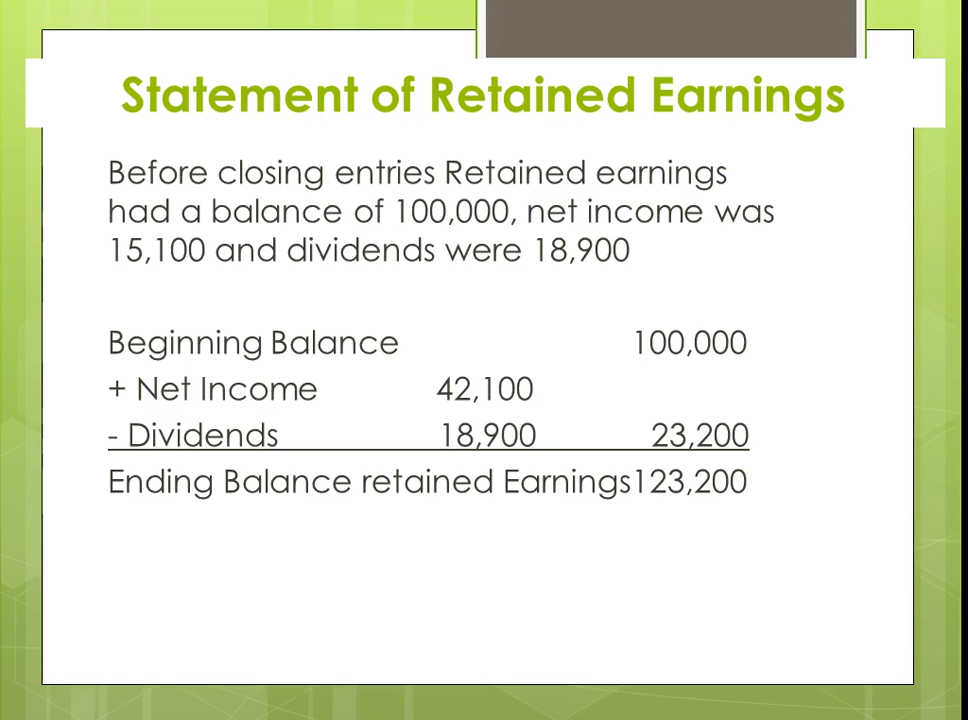 Statement of Retained Earnings
Before closing entries Retained earnings
had a balance of 100,000, net income was
15,100 and dividends were 18,900
Beginning Balance 100,000
+ Net Income 42,100
- Dividends 18,900 23,200
Ending Balance retained Earnings123,200